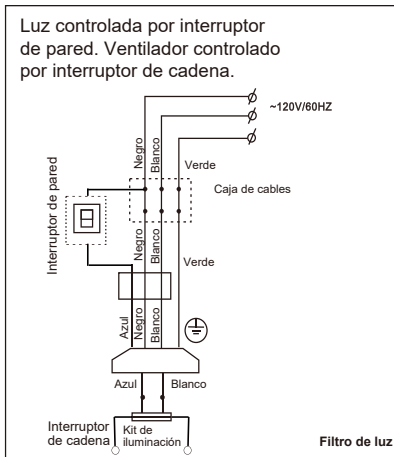 Luz controlada por interruptor
de pared. Ventilador controlado
por interruptor de cadena.
~120V/60HZ
Negro
Blanco
Verde
Interruptor de pared
Caja de cables
Negro
Blanco
Verde
Azul
Negro
Blanco
Azul
Blanco
Interruptor
de cadena
Kit de
iluminación
Filtro de luz